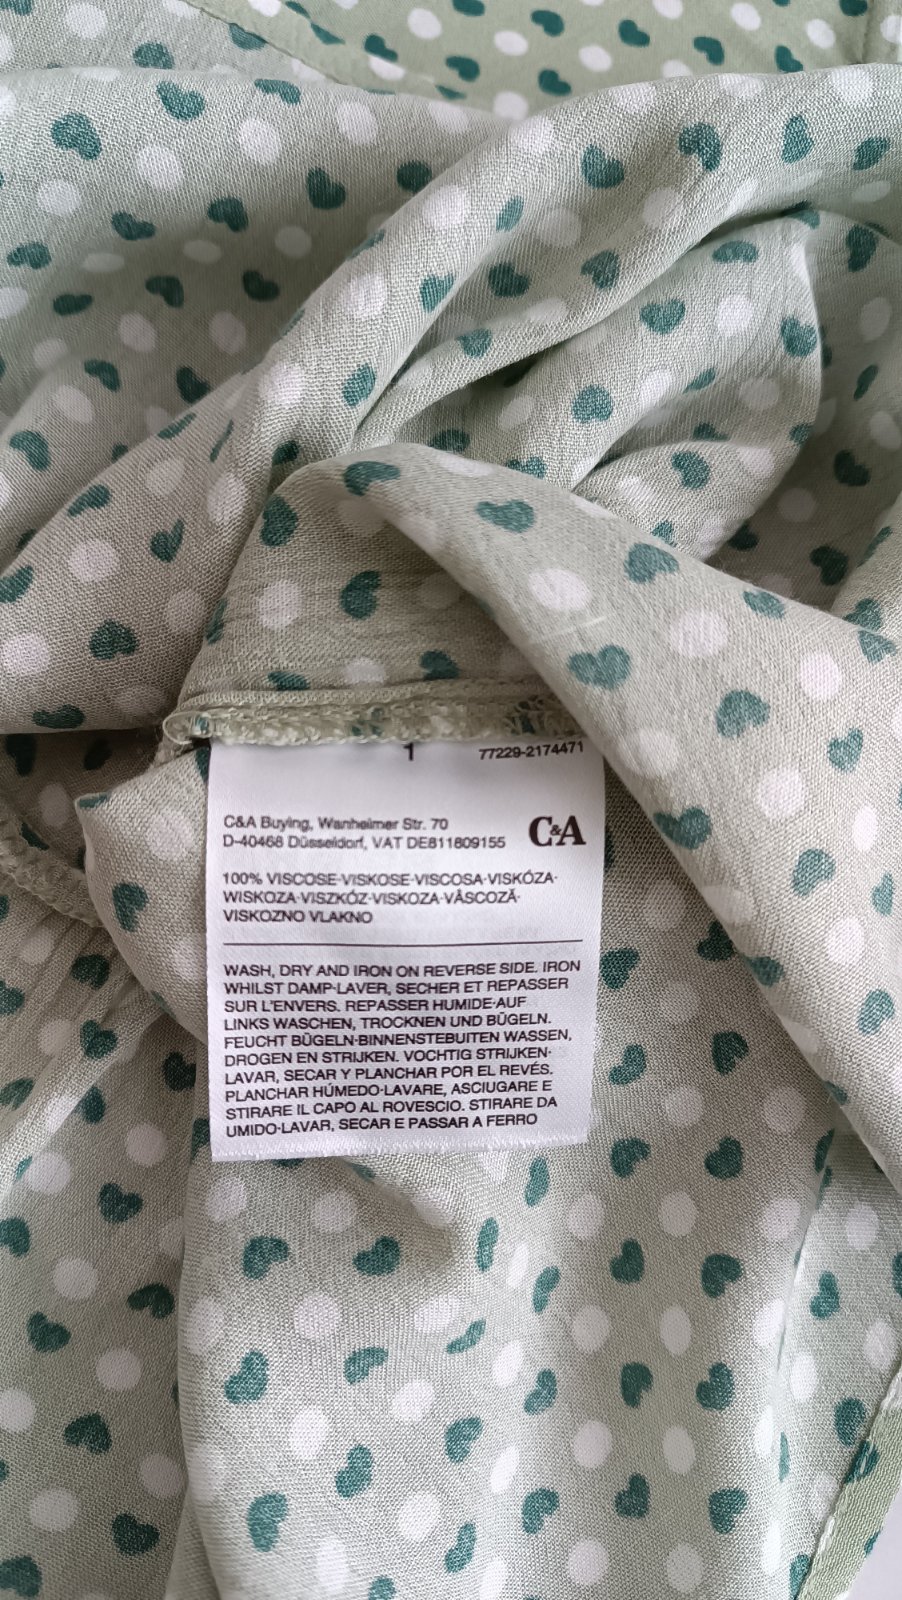 1
77229-2174471
C&A Buying, Wanheimer Str. 70
D-40468 Düsseldorf, VAT DE811809155
C&A
100% VISCOSE-VISKOSE-VISCOSA-VISKÓZA-
WISKOZA-VISZKÓZ-VISKOZA-VÂSCOZĂ-
VISKOZNO VLAKNO
WASH, DRY AND IRON ON REVERSE SIDE. IRON
WHILST DAMP-LAVER, SECHER ET REPASSER
SUR L'ENVERS. REPASSER HUMIDE-AUF
LINKS WASCHEN, TROCKNEN UND BÜGELN.
FEUCHT BÜGELN-BINNENSTEBUITEN WASSEN,
DROGEN EN STRIJKEN. VOCHTIG STRIJKEN-
LAVAR, SECAR Y PLANCHAR POR EL REVÉS.
PLANCHAR HÚMEDO-LAVARE, ASCIUGARE E
STIRARE IL CAPO AL ROVESCIO. STIRARE DA
UMIDO-LAVAR, SECAR E PASSAR A FERRO